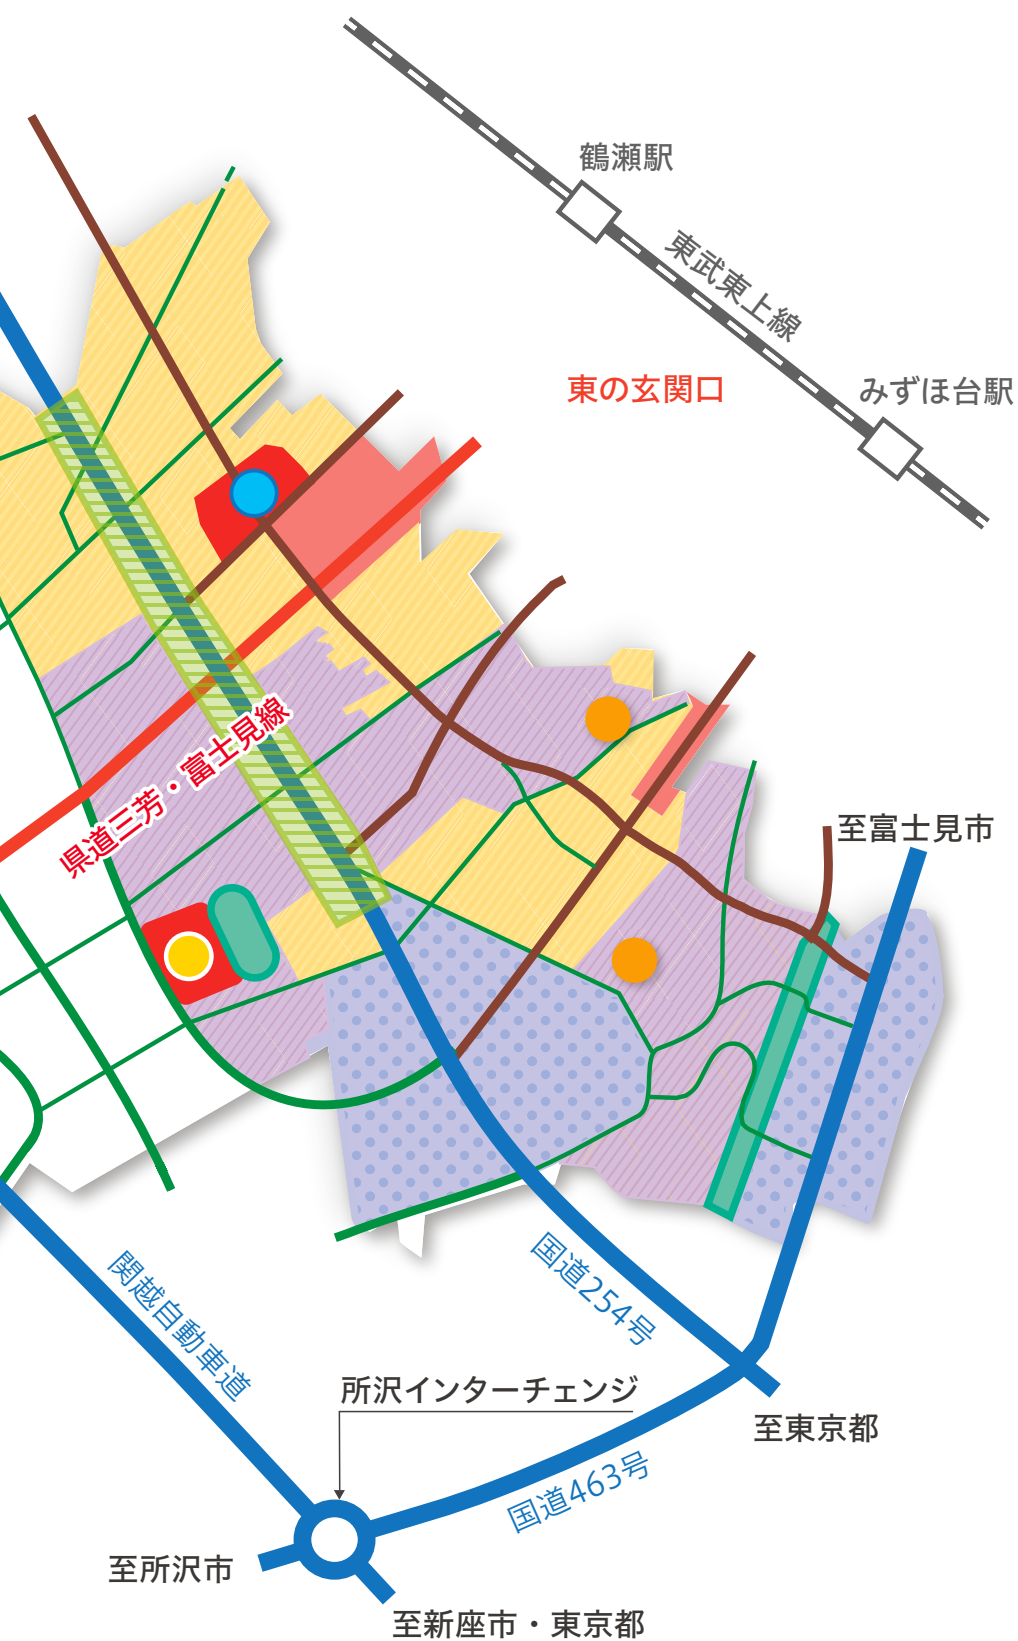 鶴瀬駅
東武東上線
東の玄関口
みずほ台駅
県道三芳・富士見線
至富士見市
国道254号
関越自動車道
所沢インターチェンジ
至東京都
国道463号
至所沢市
至新座市・東京都